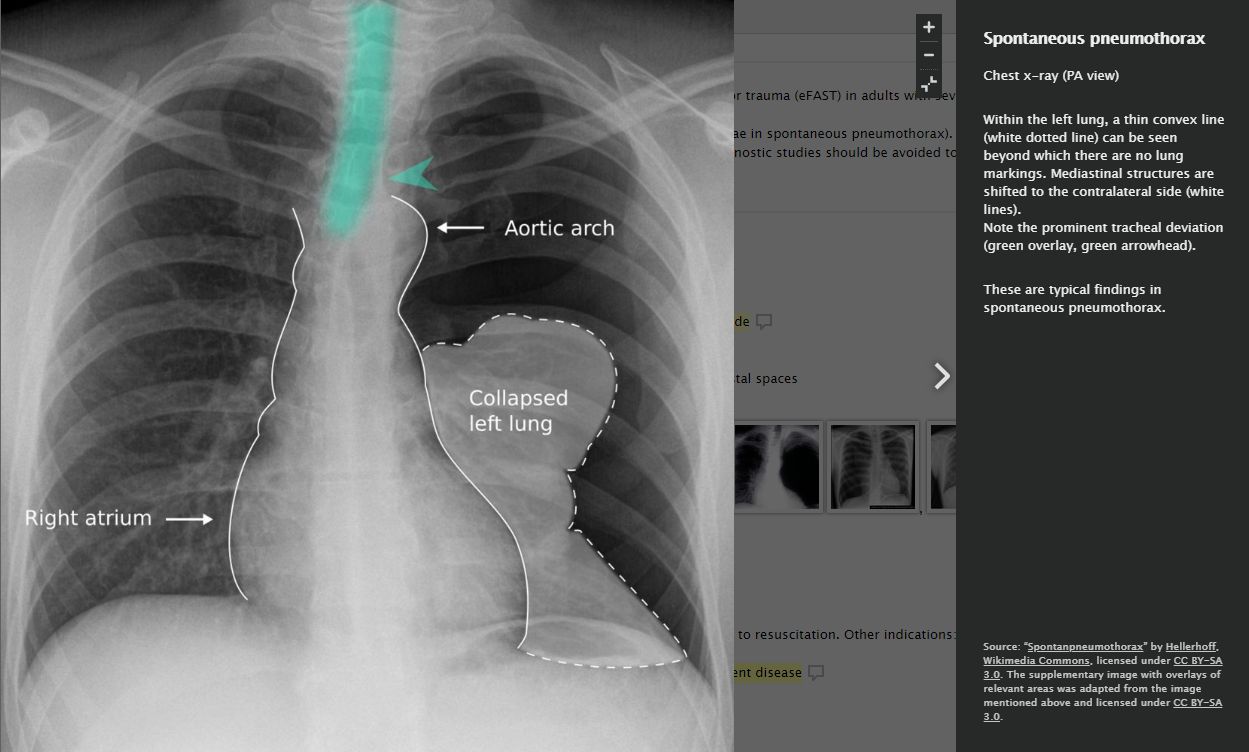 Aortic arch
Collapsed
left lung
Right atrium
+
−
or trauma (eFAST) in adults with sev
ae in spontaneous pneumothorax).
nostic studies should be avoided to
de
stal spaces
to resuscitation. Other indications:
ent disease
Spontaneous pneumothorax
Chest x-ray (PA view)
Within the left lung, a thin convex line
(white dotted line) can be seen
beyond which there are no lung
markings. Mediastinal structures are
shifted to the contralateral side (white
lines).
Note the prominent tracheal deviation
(green overlay, green arrowhead).
These are typical findings in
spontaneous pneumothorax.
Source: “Spontanpneumothorax” by Hellerhoff,
Wikimedia Commons, licensed under CC BY-SA
3.0. The supplementary image with overlays of
relevant areas was adapted from the image
mentioned above and licensed under CC BY-SA
3.0.